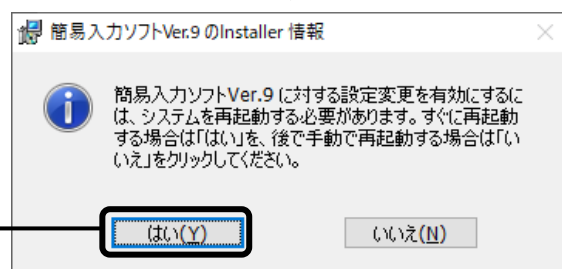 簡易入力ソフトVer.9 のInstaller 情報
簡易入力ソフトVer.9 に対する設定変更を有効にするに
は、システムを再起動する必要があります。すぐに再起動
する場合は「はい」を、後で手動で再起動する場合は「い
いえ」をクリックしてください。
はい(Y)
いいえ(N)